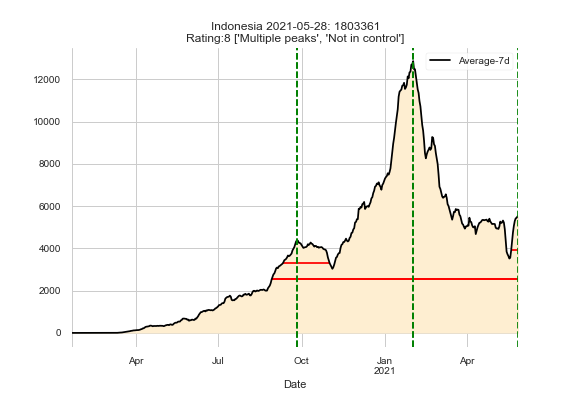 Indonesia 2021-05-28: 1803361
Rating:8 ['Multiple peaks', 'Not in control']
Average-7d
12000
10000
8000
6000
4000
2000
0
Apr
Jul
Oct
Jan
2021
Apr
Date